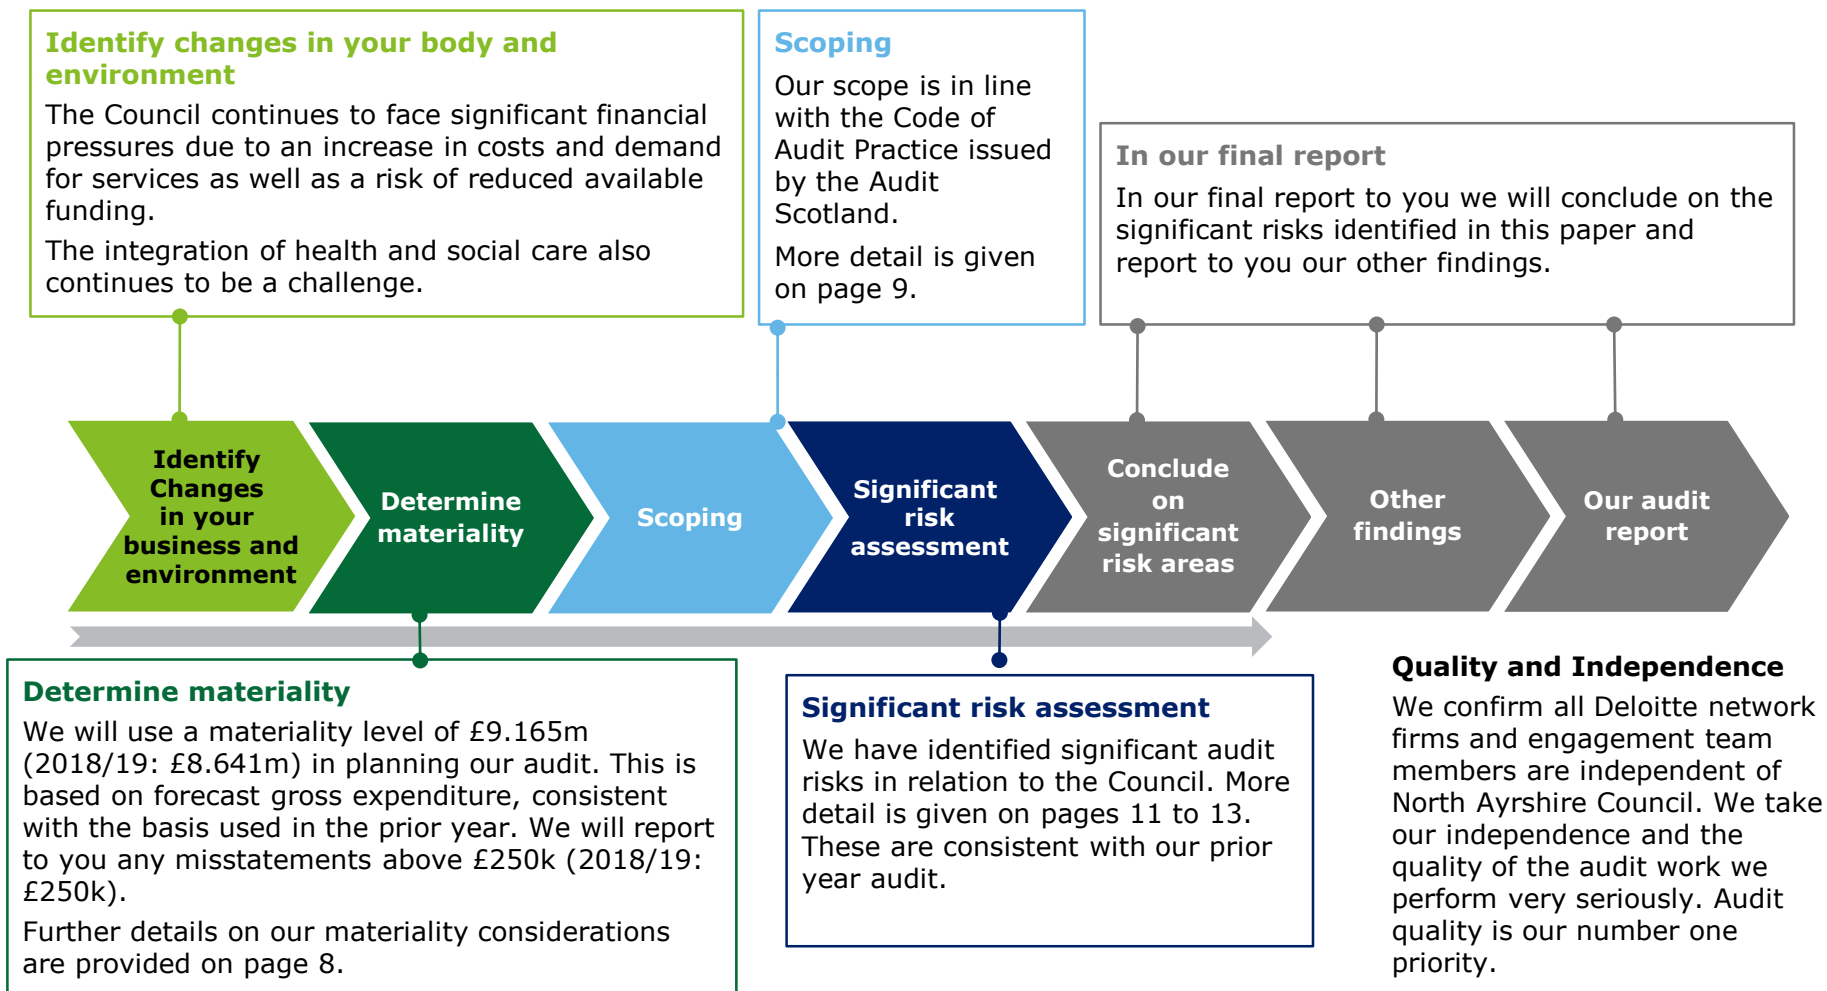 Identify changes in your body and
environment
The Council continues to face significant financial
pressures due to an increase in costs and demand
for services as well as a risk of reduced available
funding.
The integration of health and social care also
continues to be a challenge.
Scoping
Our scope is in line
with the Code of
Audit Practice issued
by the Audit
Scotland.
More detail is given
on page 9.
In our final report
In our final report to you we will conclude on the
significant risks identified in this paper and
report to you our other findings.
Identify
Changes
in your
business and
environment
Determine
materiality
Scoping
Significant
risk
assessment
Conclude
on
significant
risk areas
Other
findings
Our audit
report
Determine materiality
We will use a materiality level of £9.165m
(2018/19: £8.641m) in planning our audit. This is
based on forecast gross expenditure, consistent
with the basis used in the prior year. We will report
to you any misstatements above £250k (2018/19:
£250k).
Further details on our materiality considerations
are provided on page 8.
Significant risk assessment
We have identified significant audit
risks in relation to the Council. More
detail is given on pages 11 to 13.
These are consistent with our prior
year audit.
Quality and Independence
We confirm all Deloitte network
firms and engagement team
members are independent of
North Ayrshire Council. We take
our independence and the
quality of the audit work we
perform very seriously. Audit
quality is our number one
priority.